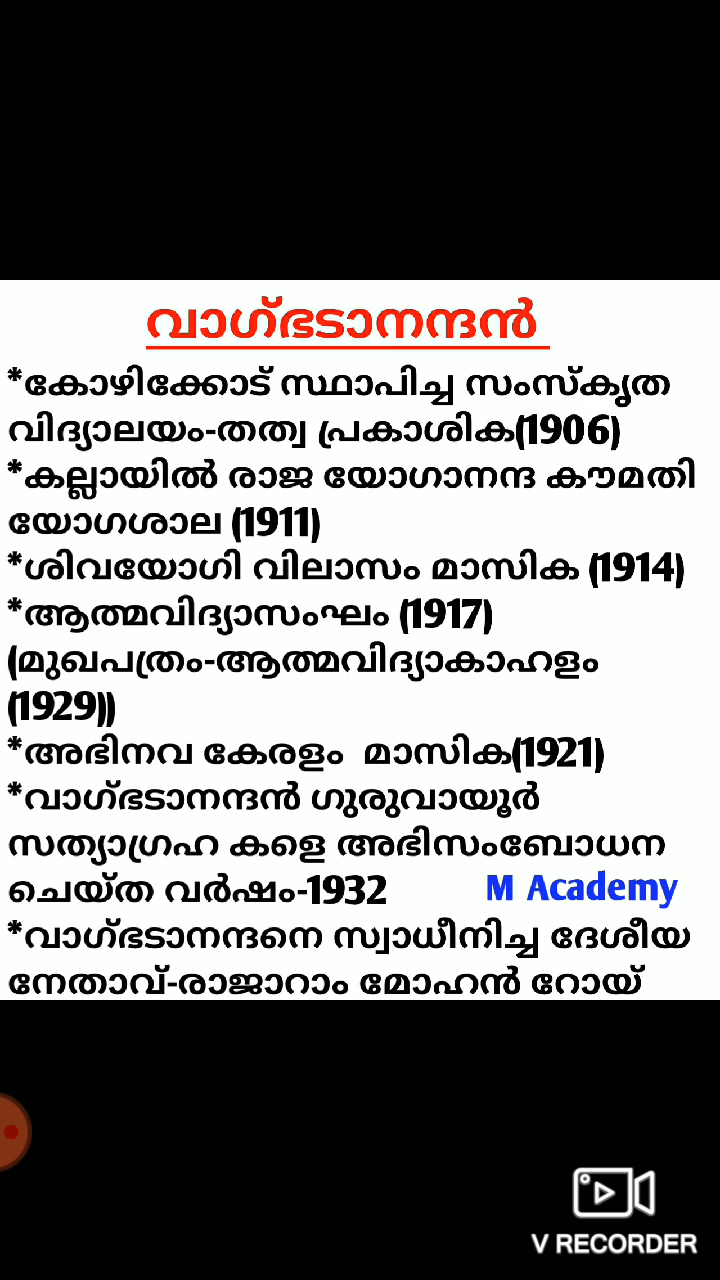 വാഗ്ഭടാനന്ദൻ
*കോഴിക്കോട് സ്ഥാപിച്ച സംസ്കൃത
വിദ്യാലയം-തത്വ പ്രകാശിക(1906)
*കല്ലായിൽ രാജ യോഗാനന്ദ കൗമതി
യോഗശാല (1911)
*ശിവയോഗി വിലാസം മാസിക (1914)
*ആത്മവിദ്യാസംഘം (1917)
(മുഖപത്രം-ആത്മവിദ്യാകാഹളം
(1929))
*അഭിനവ കേരളം മാസിക(1921)
*വാഗ്ഭടാനന്ദൻ ഗുരുവായൂർ
സത്യാഗ്രഹ കളെ അഭിസംബോധന
ചെയ്ത വർഷം-1932 M Academy
*വാഗ്ഭടാനന്ദനെ സ്വാധീനിച്ച ദേശീയ
നേതാവ്-രാജാറാം മോഹൻ റോയ്
V RECORDER